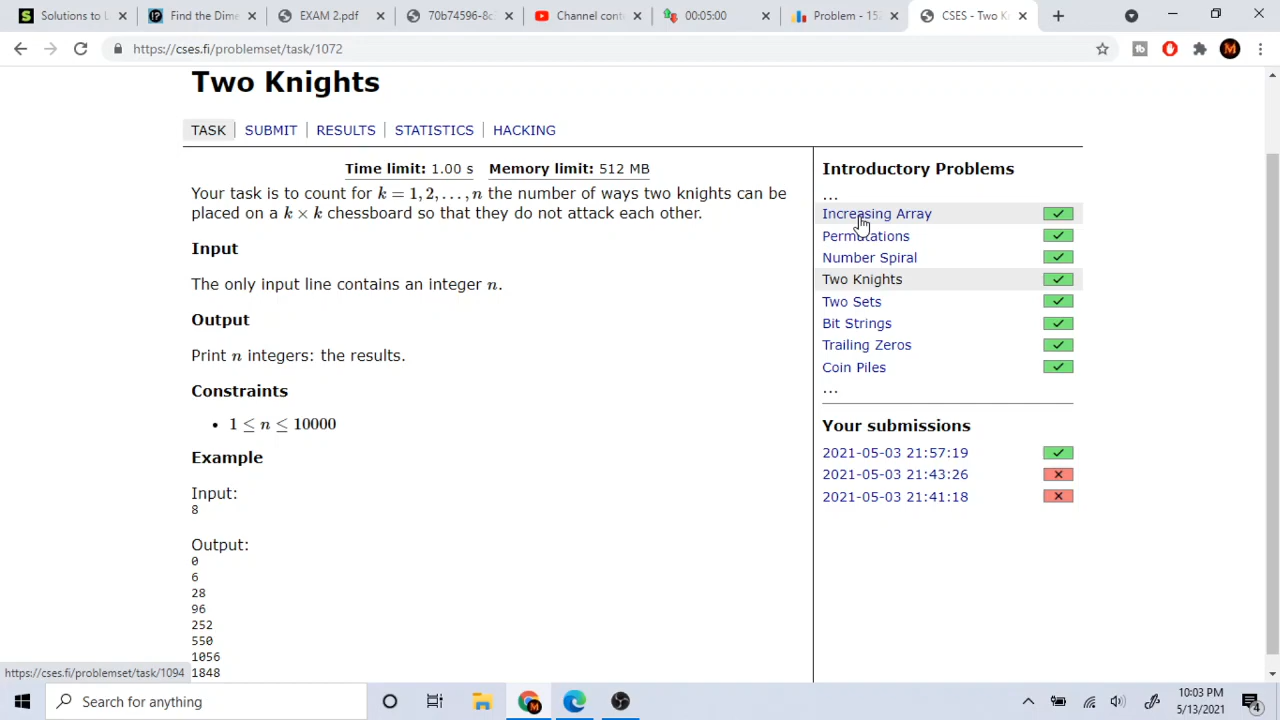 Solutions to L
Find the Dime
EXAM 2.pdf
70b74596-8c
Channel cont
00:05:00
Problem - 15
CSES - Two K
https://cses.fi/problemset/task/1072
M
Two Knights
TASK SUBMIT RESULTS STATISTICS HACKING
Time limit: 1.00 s Memory limit: 512 MB
Your task is to count for k = 1, 2, . . . , n the number of ways two knights can be
placed on a k × k chessboard so that they do not attack each other.
Input
The only input line contains an integer n.
Output
Print n integers: the results.
Constraints
• 1 ≤ n ≤ 10000
Example
Input:
8
Output:
0
6
28
96
252
550
1056
1848
Introductory Problems
...
Increasing Array
Permutations
Number Spiral
Two Knights
Two Sets
Bit Strings
Trailing Zeros
Coin Piles
...
Your submissions
2021-05-03 21:57:19
2021-05-03 21:43:26
2021-05-03 21:41:18
https://cses.fi/problemset/task/1094
Search for anything
10:03 PM
5/13/2021
4